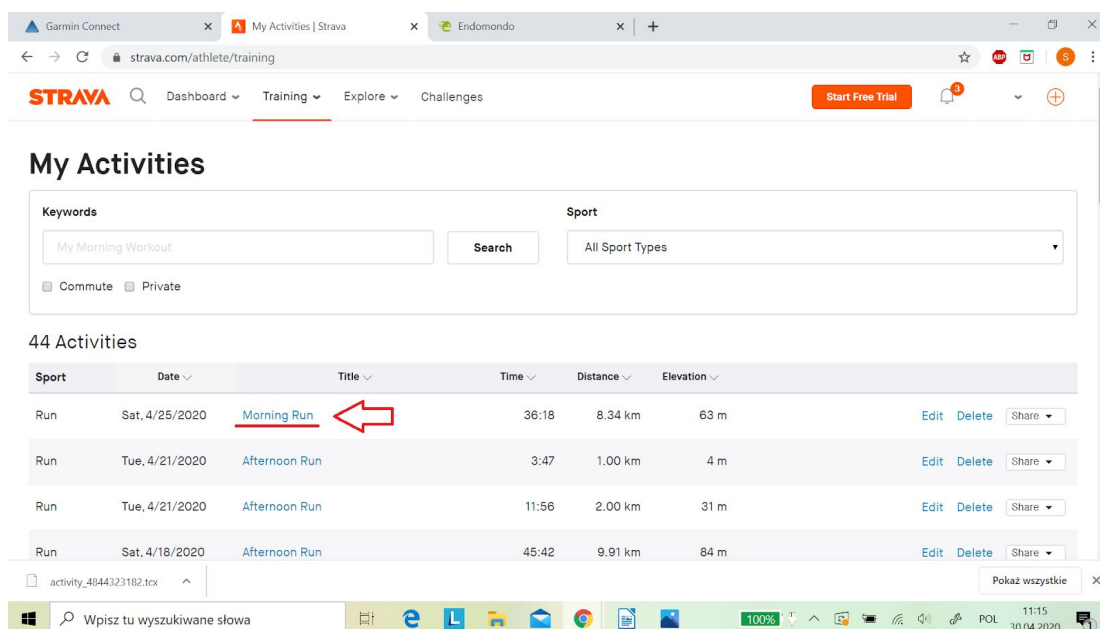 Garmin Connect My Activities | Strava Endomondo
strava.com/athlete/training ABP S
STRAVA Dashboard Training Explore Challenges Start Free Trial 3
My Activities
Keywords Sport
My Morning Workout Search All Sport Types
Commute Private
44 Activities
Sport Date Title Time Distance Elevation
Run Sat, 4/25/2020 Morning Run 36:18 8.34 km 63 m Edit Delete Share
Run Tue, 4/21/2020 Afternoon Run 3:47 1.00 km 4 m Edit Delete Share
Run Tue, 4/21/2020 Afternoon Run 11:56 2.00 km 31 m Edit Delete Share
Run Sat, 4/18/2020 Afternoon Run 45:42 9.91 km 84 m Edit Delete Share
activity_4844323182.tcx Pokaż wszystkie
Wpisz tu wyszukiwane słowa L 100% POL 11:15
30.04.2020 1